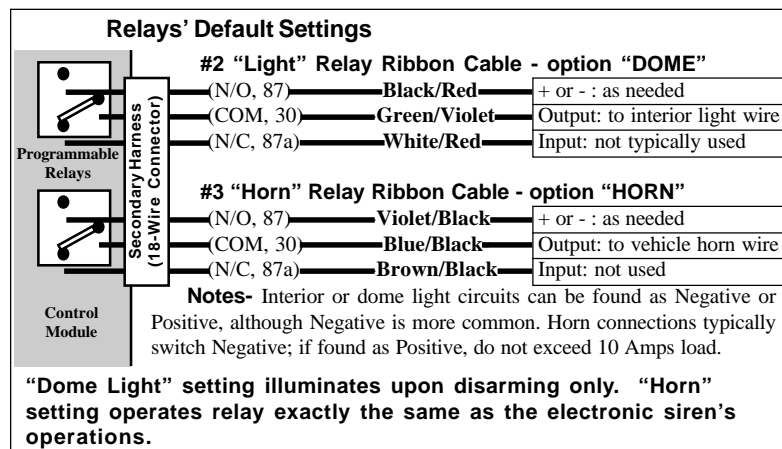 Relays' Default Settings
#2 “Light” Relay Ribbon Cable - option “DOME”
(N/O, 87) Black/Red + or - : as needed
(COM, 30) Green/Violet Output: to interior light wire
(N/C, 87a) White/Red Input: not typically used
Programmable
Relays
Secondary Harness
(18-Wire Connector)
#3 “Horn” Relay Ribbon Cable - option “HORN”
(N/O, 87) Violet/Black + or - : as needed
(COM, 30) Blue/Black Output: to vehicle horn wire
(N/C, 87a) Brown/Black Input: not used
Control
Module
Notes- Interior or dome light circuits can be found as Negative or
Positive, although Negative is more common. Horn connections typically
switch Negative; if found as Positive, do not exceed 10 Amps load.
“Dome Light” setting illuminates upon disarming only. “Horn”
setting operates relay exactly the same as the electronic siren's
operations.